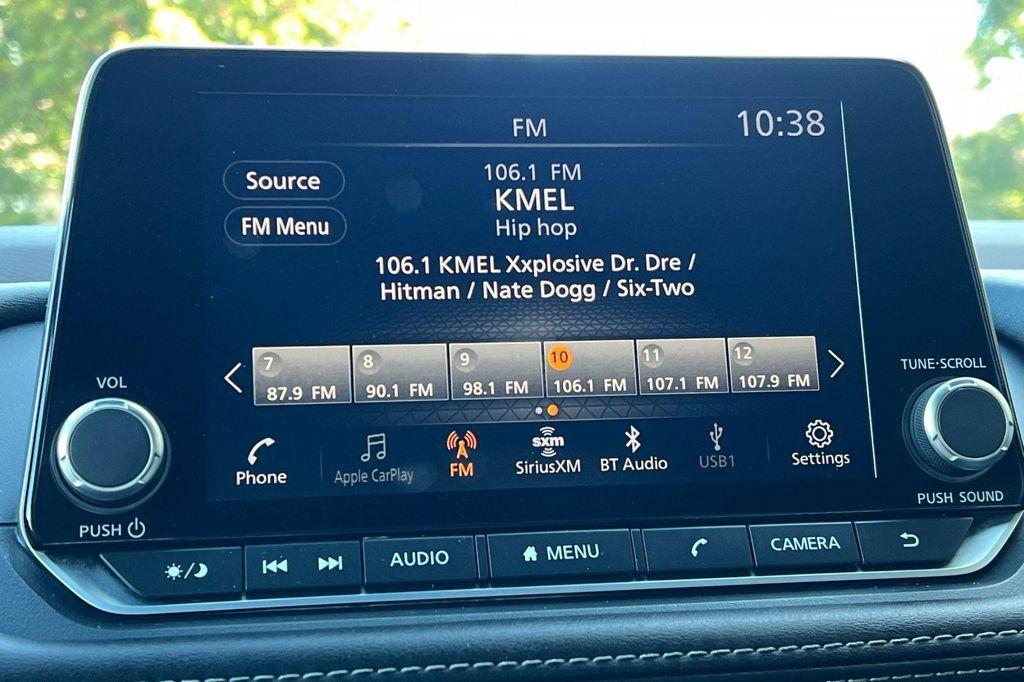 FM
10:38
Source
FM Menu
106.1 FM
KMEL
Hip hop
106.1 KMEL Xxplosive Dr. Dre /
Hitman / Nate Dogg / Six-Two
7 8 9 10 11 12
87.9 FM 90.1 FM 98.1 FM 106.1 FM 107.1 FM 107.9 FM
VOL
TUNE·SCROLL
sxm
Phone Apple CarPlay FM SiriusXM BT Audio USB1 Settings
PUSH
PUSH SOUND
AUDIO MENU CAMERA